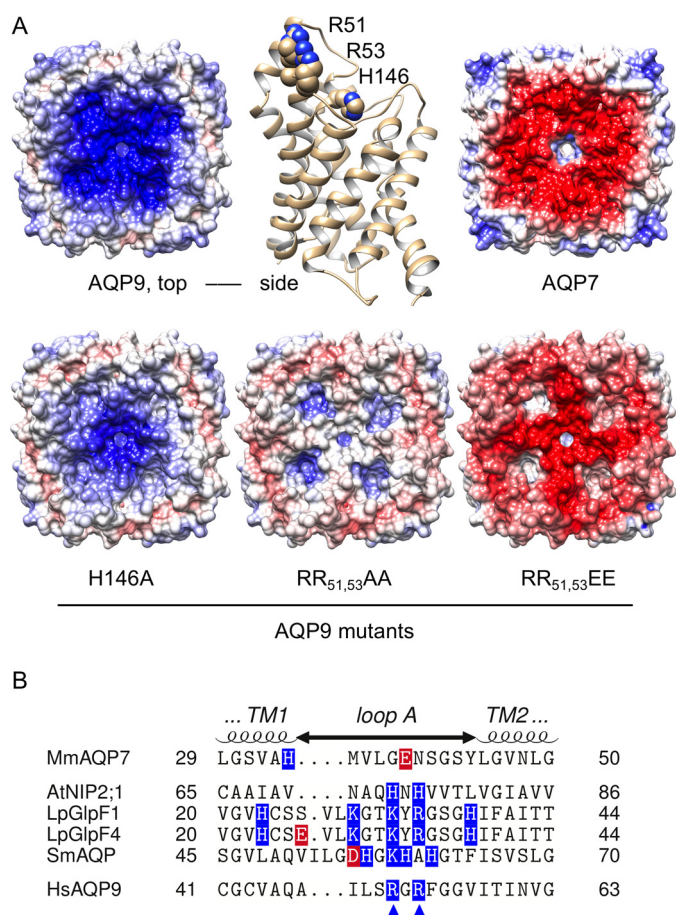 A
R51
R53
H146
AQP9, top — side
AQP7
H146A
RR51,53AA
RR51,53EE
AQP9 mutants
B
... TM1 loop A TM2 ...
MmAQP7 29 LGSVAH....MVLGENSGSYLGVNLG 50
AtNIP2;1 65 CAAIAV....NAQHNHVVTLVGIAVV 86
LpGlpF1 20 VGVHCSS.VLKGTKYRGSGHIFAITT 44
LpGlpF4 20 VGVHCSE.VLKGTKYRGSGHIFAITT 44
SmAQP 45 SGVLAQVILGDHGKHAHGTFISVSLG 70
HsAQP9 41 CGCVAQA...ILSRGRFGGVITINVG 63